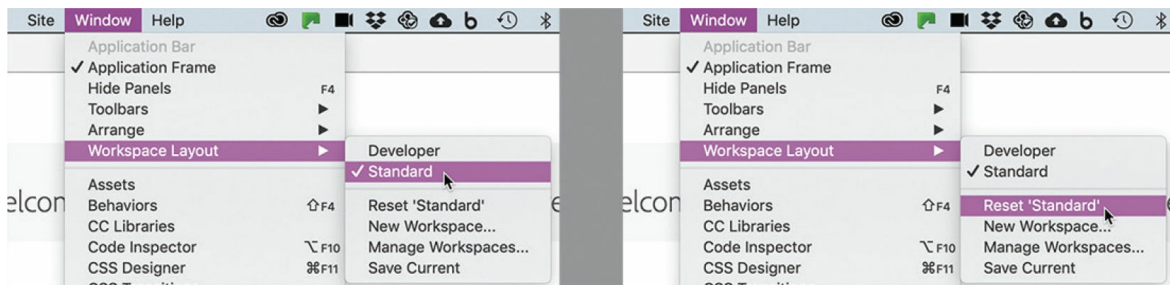 Site Window Help
Application Bar
✓ Application Frame
Hide Panels F4
Toolbars ▶
Arrange ▶
Workspace Layout ▶
Developer
✓ Standard
Assets
Behaviors ⇧F4
Reset 'Standard'
CC Libraries
New Workspace...
Code Inspector ⌥F10
Manage Workspaces...
CSS Designer ⌘F11
Save Current
elcon
Site Window Help
Application Bar
✓ Application Frame
Hide Panels F4
Toolbars ▶
Arrange ▶
Workspace Layout ▶
Developer
✓ Standard
Assets
Behaviors ⇧F4
Reset 'Standard'
CC Libraries
New Workspace...
Code Inspector ⌥F10
Manage Workspaces...
CSS Designer ⌘F11
Save Current
elcon